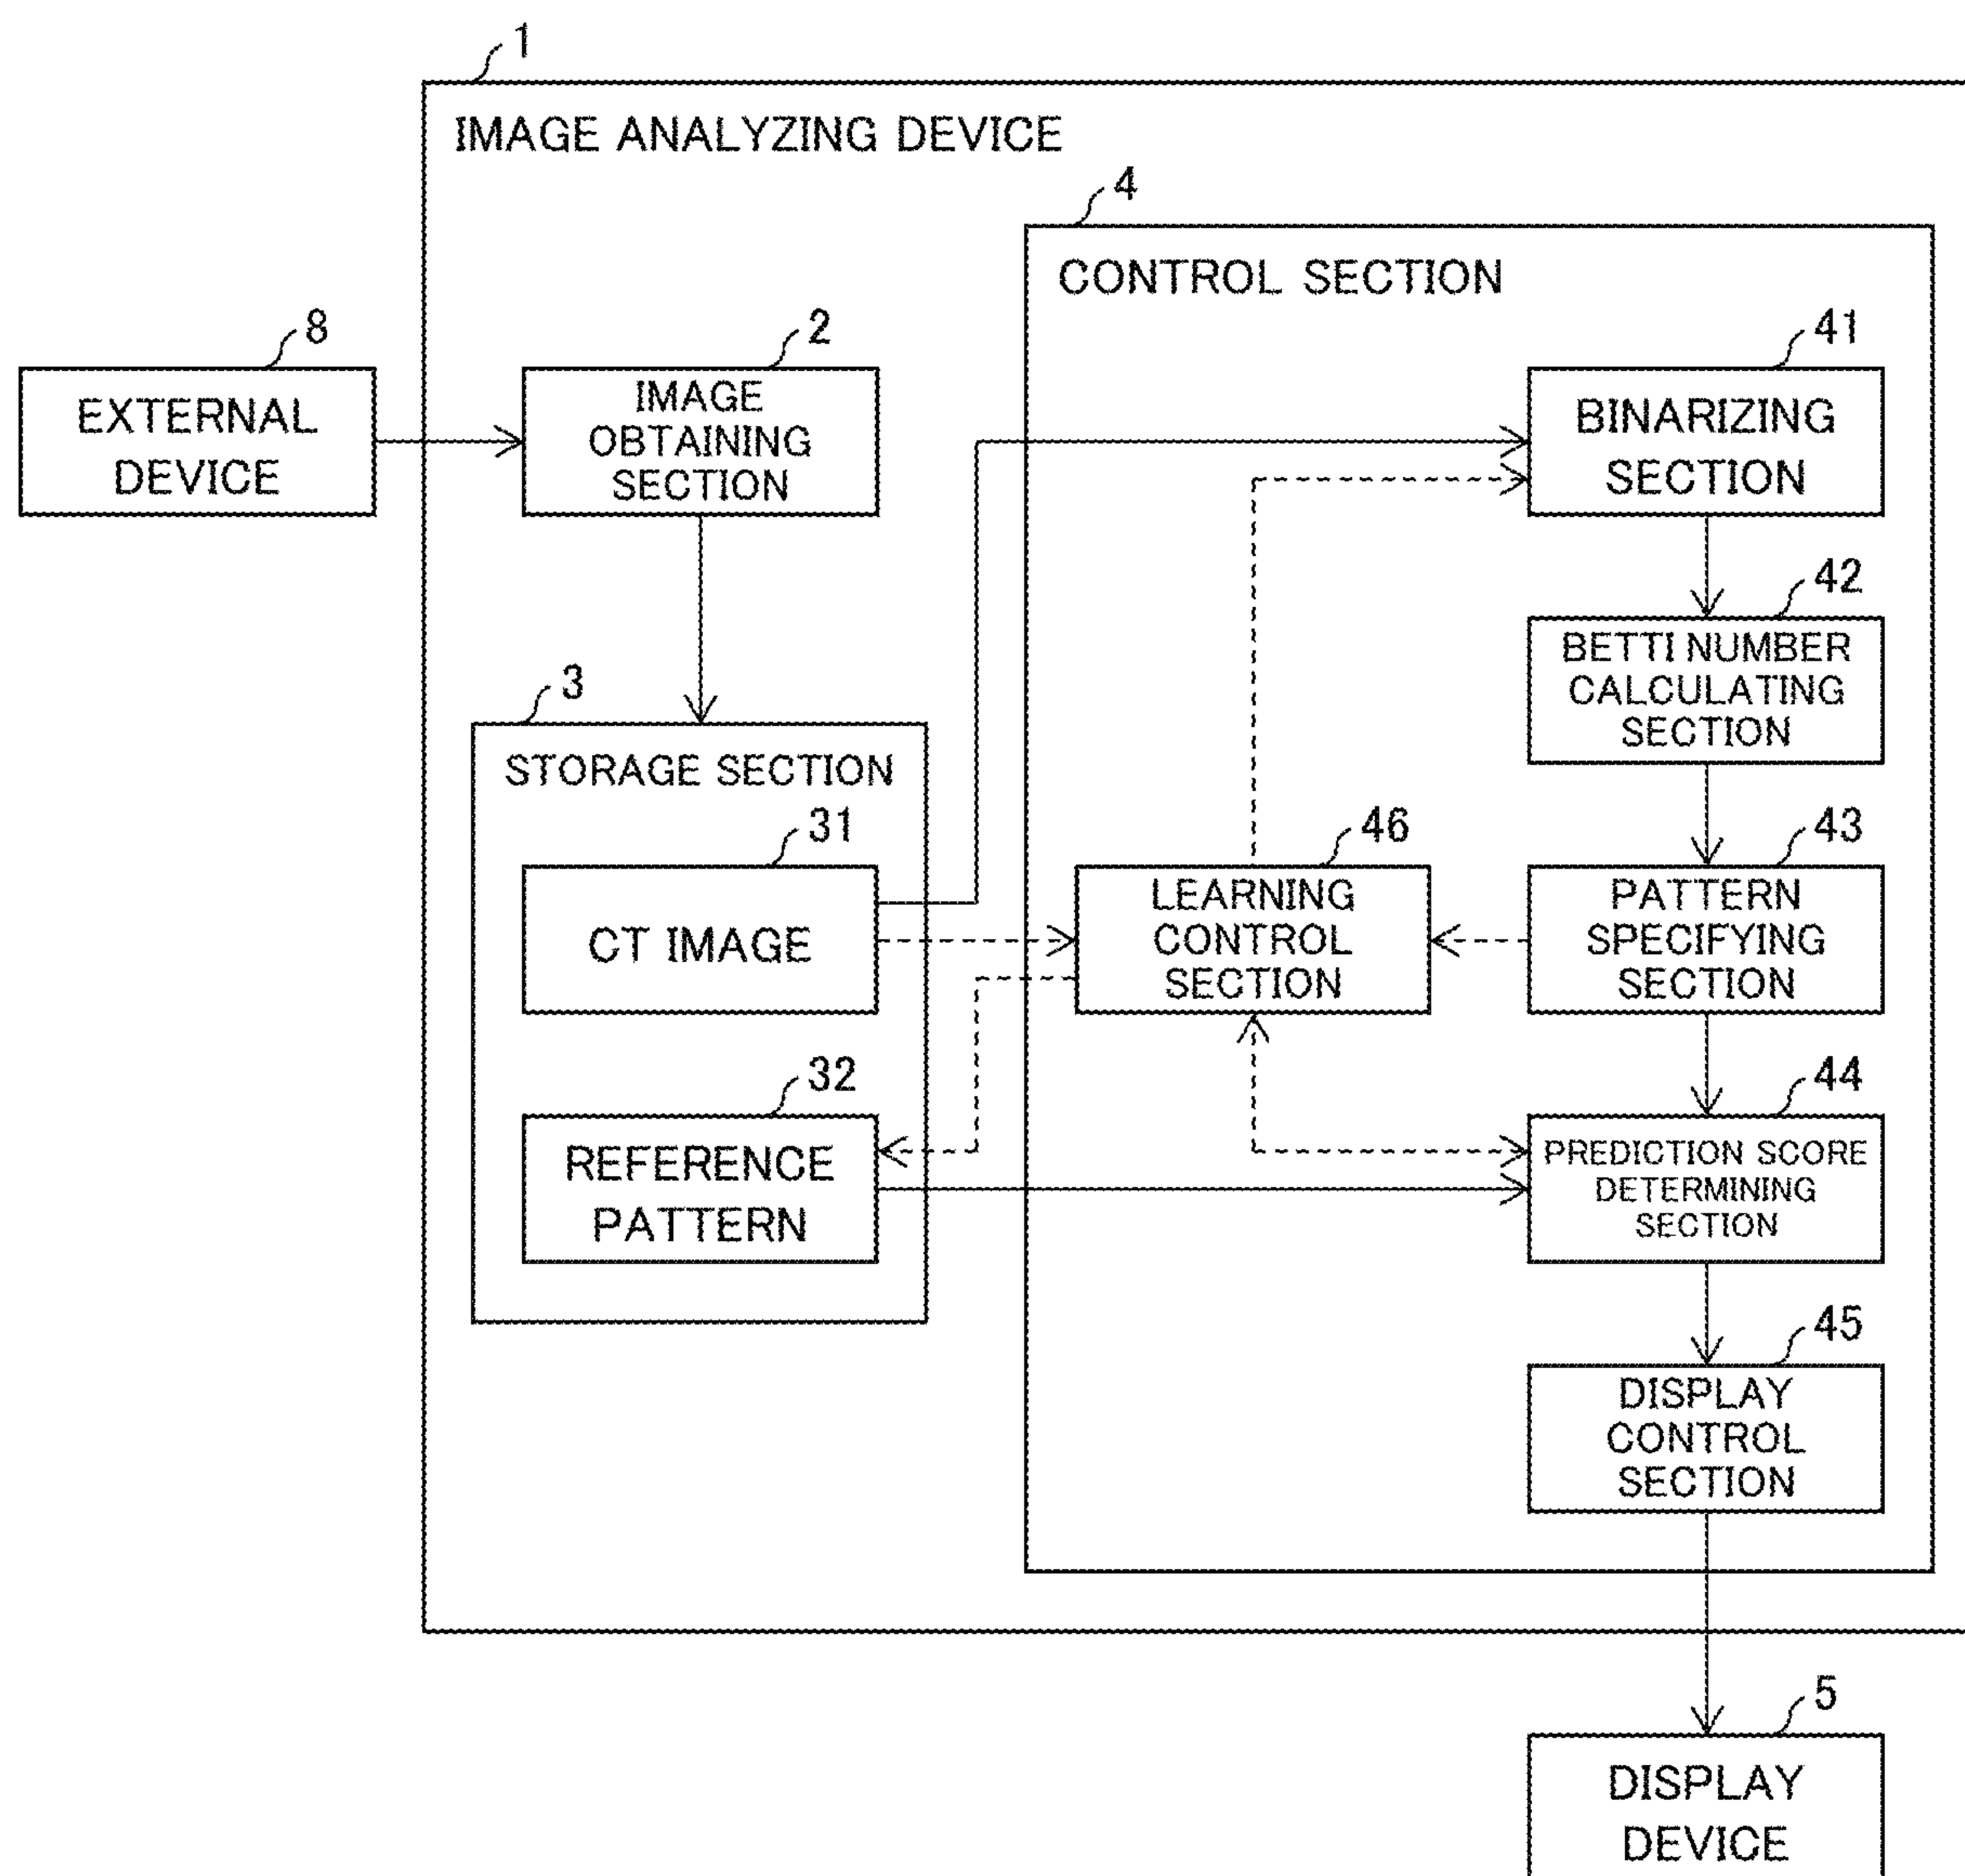 1
IMAGE ANALYZING DEVICE
4
CONTROL SECTION
8
EXTERNAL
DEVICE
2
IMAGE
OBTAINING
SECTION
41
BINARIZING
SECTION
42
BETTI NUMBER
CALCULATING
SECTION
3
STORAGE SECTION
31
CT IMAGE
46
LEARNING
CONTROL
SECTION
43
PATTERN
SPECIFYING
SECTION
32
REFERENCE
PATTERN
44
PREDICTION SCORE
DETERMINING
SECTION
45
DISPLAY
CONTROL
SECTION
5
DISPLAY
DEVICE